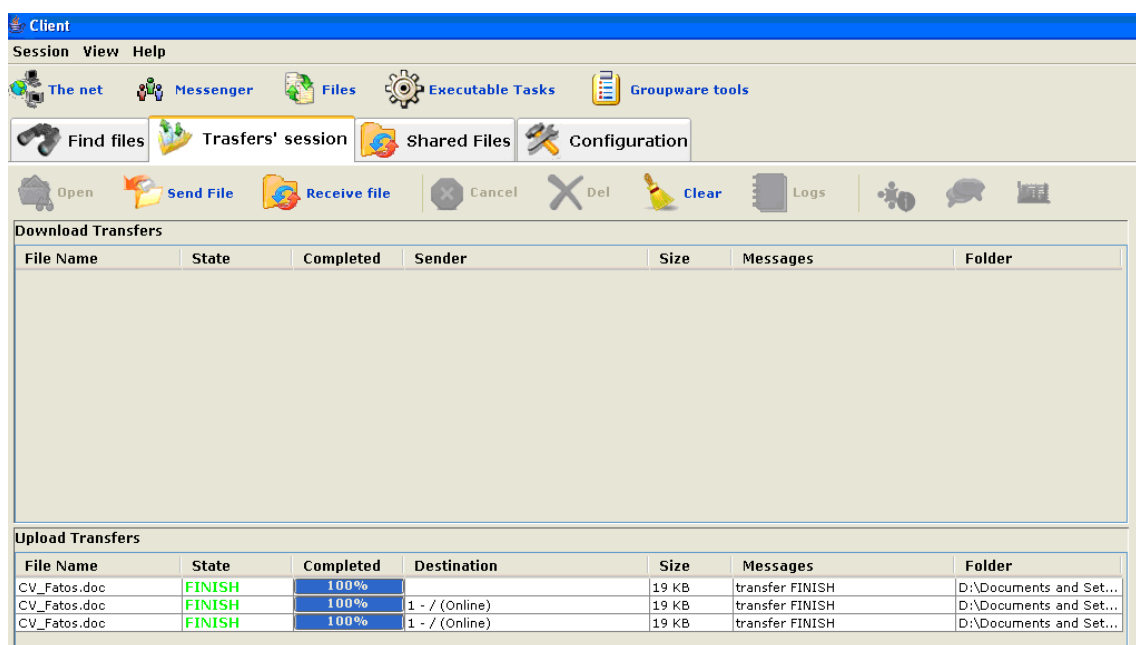 Client
Session View Help
The net Messenger Files Executable Tasks Groupware tools
Find files Trasfers' session Shared Files Configuration
Open Send File Receive file Cancel Del Clear Logs
Download Transfers
File Name State Completed Sender Size Messages Folder
Upload Transfers
File Name State Completed Destination Size Messages Folder
CV_Fatos.doc FINISH 100% 19 KB transfer FINISH D:\Documents and Set...
CV_Fatos.doc FINISH 100% 1 - / (Online) 19 KB transfer FINISH D:\Documents and Set...
CV_Fatos.doc FINISH 100% 1 - / (Online) 19 KB transfer FINISH D:\Documents and Set...